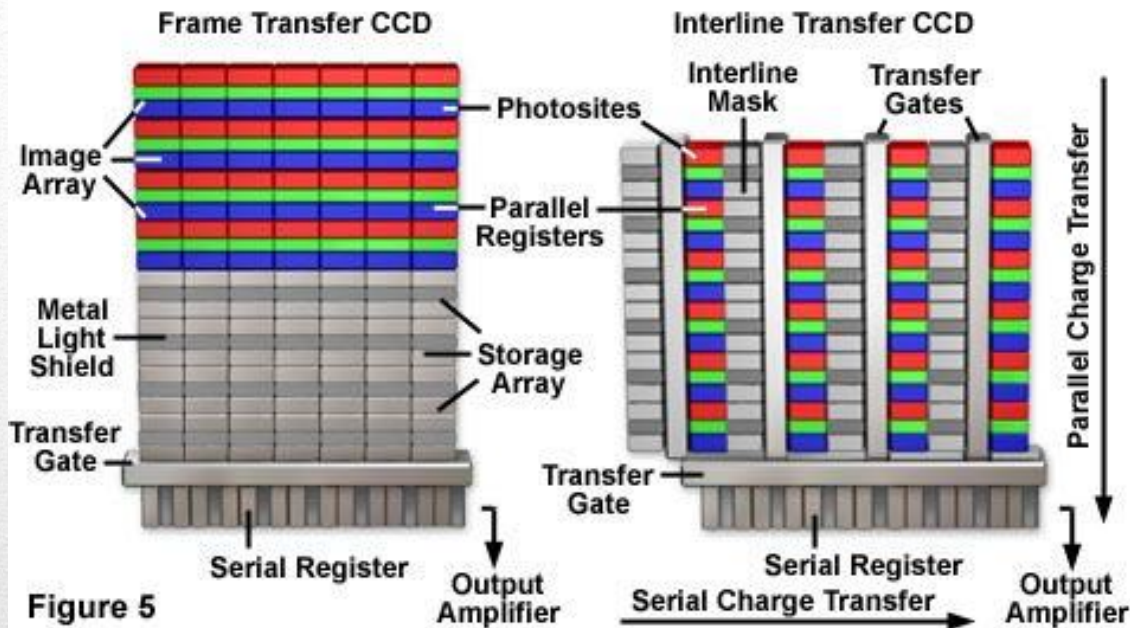 Frame Transfer CCD
Interline Transfer CCD
Interline
Mask
Transfer
Gates
Photosites
Image
Array
Parallel
Registers
Metal
Light
Shield
Storage
Array
Transfer
Gate
Transfer
Gate
Parallel Charge Transfer
Serial Register
Output
Amplifier
Serial Register
Output
Amplifier
Serial Charge Transfer
Figure 5